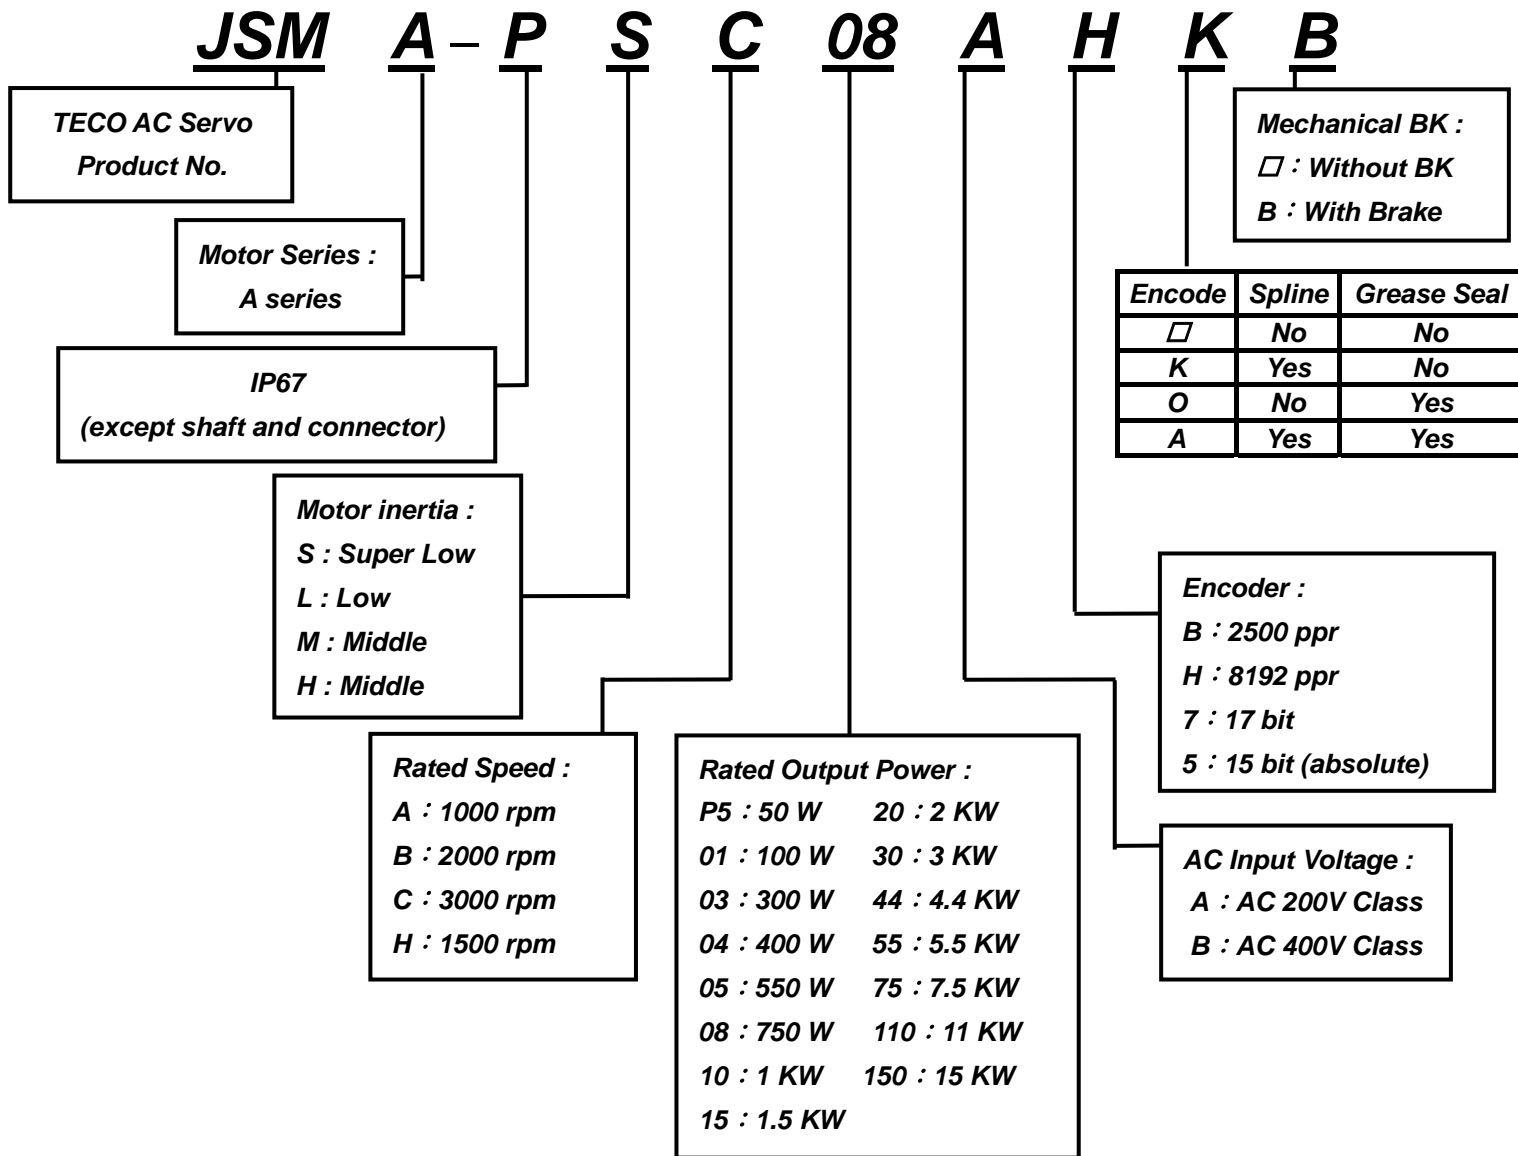 JSM A – P S C 08 A H K B
TECO AC Servo
Product No.
Mechanical BK :
□ : Without BK
B : With Brake
Motor Series :
A series
Encode Spline Grease Seal
□ No No
K Yes No
O No Yes
A Yes Yes
IP67
(except shaft and connector)
Motor inertia :
S : Super Low
L : Low
M : Middle
H : Middle
Encoder :
B : 2500 ppr
H : 8192 ppr
7 : 17 bit
5 : 15 bit (absolute)
Rated Speed :
A : 1000 rpm
B : 2000 rpm
C : 3000 rpm
H : 1500 rpm
Rated Output Power :
P5 : 50 W 20 : 2 KW
01 : 100 W 30 : 3 KW
03 : 300 W 44 : 4.4 KW
04 : 400 W 55 : 5.5 KW
05 : 550 W 75 : 7.5 KW
08 : 750 W 110 : 11 KW
10 : 1 KW 150 : 15 KW
15 : 1.5 KW
AC Input Voltage :
A : AC 200V Class
B : AC 400V Class